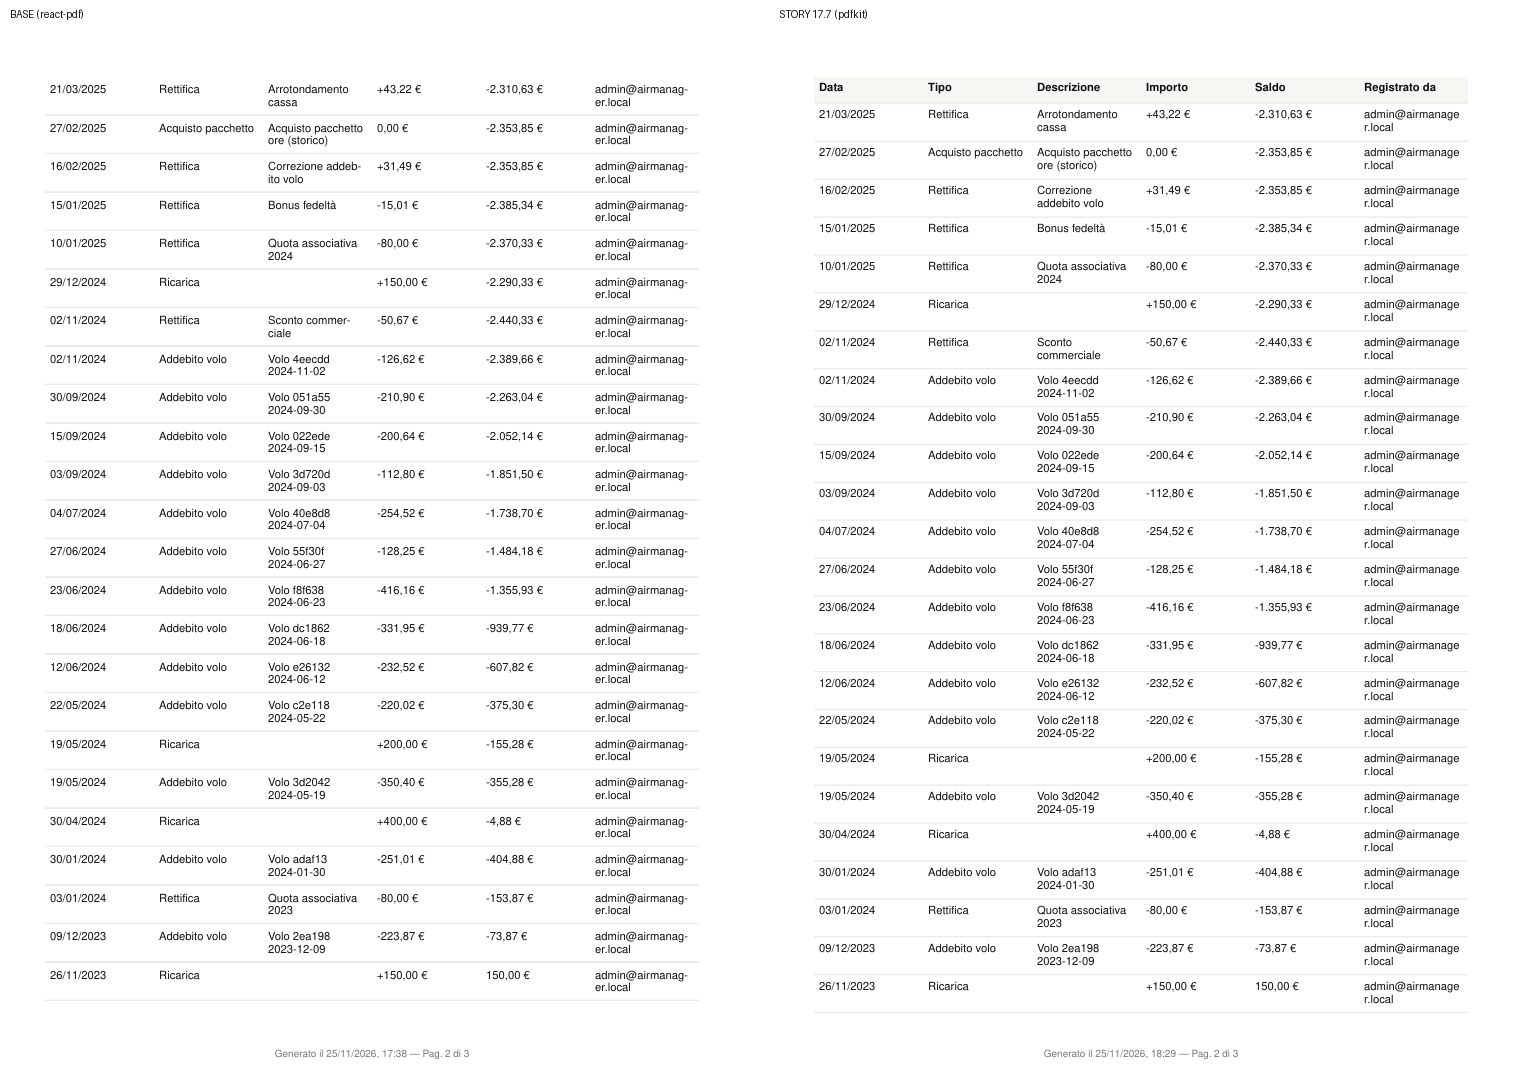 BASE (react-pdf)
21/03/2025 Rettifica Arrotondamento +43,22 € -2.310,63 € admin@airmanag-
cassa er.local
27/02/2025 Acquisto pacchetto Acquisto pacchetto 0,00 € -2.353,85 € admin@airmanag-
ore (storico) er.local
16/02/2025 Rettifica Correzione addeb- +31,49 € -2.353,85 € admin@airmanag-
ito volo er.local
15/01/2025 Rettifica Bonus fedeltà -15,01 € -2.385,34 € admin@airmanag-
er.local
10/01/2025 Rettifica Quota associativa -80,00 € -2.370,33 € admin@airmanag-
2024 er.local
29/12/2024 Ricarica +150,00 € -2.290,33 € admin@airmanag-
er.local
02/11/2024 Rettifica Sconto commer- -50,67 € -2.440,33 € admin@airmanag-
ciale er.local
02/11/2024 Addebito volo Volo 4eecdd -126,62 € -2.389,66 € admin@airmanag-
2024-11-02 er.local
30/09/2024 Addebito volo Volo 051a55 -210,90 € -2.263,04 € admin@airmanag-
2024-09-30 er.local
15/09/2024 Addebito volo Volo 022ede -200,64 € -2.052,14 € admin@airmanag-
2024-09-15 er.local
03/09/2024 Addebito volo Volo 3d720d -112,80 € -1.851,50 € admin@airmanag-
2024-09-03 er.local
04/07/2024 Addebito volo Volo 40e8d8 -254,52 € -1.738,70 € admin@airmanag-
2024-07-04 er.local
27/06/2024 Addebito volo Volo 55f30f -128,25 € -1.484,18 € admin@airmanag-
2024-06-27 er.local
23/06/2024 Addebito volo Volo f8f638 -416,16 € -1.355,93 € admin@airmanag-
2024-06-23 er.local
18/06/2024 Addebito volo Volo dc1862 -331,95 € -939,77 € admin@airmanag-
2024-06-18 er.local
12/06/2024 Addebito volo Volo e26132 -232,52 € -607,82 € admin@airmanag-
2024-06-12 er.local
22/05/2024 Addebito volo Volo c2e118 -220,02 € -375,30 € admin@airmanag-
2024-05-22 er.local
19/05/2024 Ricarica +200,00 € -155,28 € admin@airmanag-
er.local
19/05/2024 Addebito volo Volo 3d2042 -350,40 € -355,28 € admin@airmanag-
2024-05-19 er.local
30/04/2024 Ricarica +400,00 € -4,88 € admin@airmanag-
er.local
30/01/2024 Addebito volo Volo adaf13 -251,01 € -404,88 € admin@airmanag-
2024-01-30 er.local
03/01/2024 Rettifica Quota associativa -80,00 € -153,87 € admin@airmanag-
2023 er.local
09/12/2023 Addebito volo Volo 2ea198 -223,87 € -73,87 € admin@airmanag-
2023-12-09 er.local
26/11/2023 Ricarica +150,00 € 150,00 € admin@airmanag-
er.local
Generato il 25/11/2026, 17:38 — Pag. 2 di 3
STORY 17.7 (pdfkit)
Data Tipo Descrizione Importo Saldo Registrato da
21/03/2025 Rettifica Arrotondamento +43,22 € -2.310,63 € admin@airmanage
cassa r.local
27/02/2025 Acquisto pacchetto Acquisto pacchetto 0,00 € -2.353,85 € admin@airmanage
ore (storico) r.local
16/02/2025 Rettifica Correzione +31,49 € -2.353,85 € admin@airmanage
addebito volo r.local
15/01/2025 Rettifica Bonus fedeltà -15,01 € -2.385,34 € admin@airmanage
r.local
10/01/2025 Rettifica Quota associativa -80,00 € -2.370,33 € admin@airmanage
2024 r.local
29/12/2024 Ricarica +150,00 € -2.290,33 € admin@airmanage
r.local
02/11/2024 Rettifica Sconto -50,67 € -2.440,33 € admin@airmanage
commerciale r.local
02/11/2024 Addebito volo Volo 4eecdd -126,62 € -2.389,66 € admin@airmanage
2024-11-02 r.local
30/09/2024 Addebito volo Volo 051a55 -210,90 € -2.263,04 € admin@airmanage
2024-09-30 r.local
15/09/2024 Addebito volo Volo 022ede -200,64 € -2.052,14 € admin@airmanage
2024-09-15 r.local
03/09/2024 Addebito volo Volo 3d720d -112,80 € -1.851,50 € admin@airmanage
2024-09-03 r.local
04/07/2024 Addebito volo Volo 40e8d8 -254,52 € -1.738,70 € admin@airmanage
2024-07-04 r.local
27/06/2024 Addebito volo Volo 55f30f -128,25 € -1.484,18 € admin@airmanage
2024-06-27 r.local
23/06/2024 Addebito volo Volo f8f638 -416,16 € -1.355,93 € admin@airmanage
2024-06-23 r.local
18/06/2024 Addebito volo Volo dc1862 -331,95 € -939,77 € admin@airmanage
2024-06-18 r.local
12/06/2024 Addebito volo Volo e26132 -232,52 € -607,82 € admin@airmanage
2024-06-12 r.local
22/05/2024 Addebito volo Volo c2e118 -220,02 € -375,30 € admin@airmanage
2024-05-22 r.local
19/05/2024 Ricarica +200,00 € -155,28 € admin@airmanage
r.local
19/05/2024 Addebito volo Volo 3d2042 -350,40 € -355,28 € admin@airmanage
2024-05-19 r.local
30/04/2024 Ricarica +400,00 € -4,88 € admin@airmanage
r.local
30/01/2024 Addebito volo Volo adaf13 -251,01 € -404,88 € admin@airmanage
2024-01-30 r.local
03/01/2024 Rettifica Quota associativa -80,00 € -153,87 € admin@airmanage
2023 r.local
09/12/2023 Addebito volo Volo 2ea198 -223,87 € -73,87 € admin@airmanage
2023-12-09 r.local
26/11/2023 Ricarica +150,00 € 150,00 € admin@airmanage
r.local
Generato il 25/11/2026, 18:29 — Pag. 2 di 3